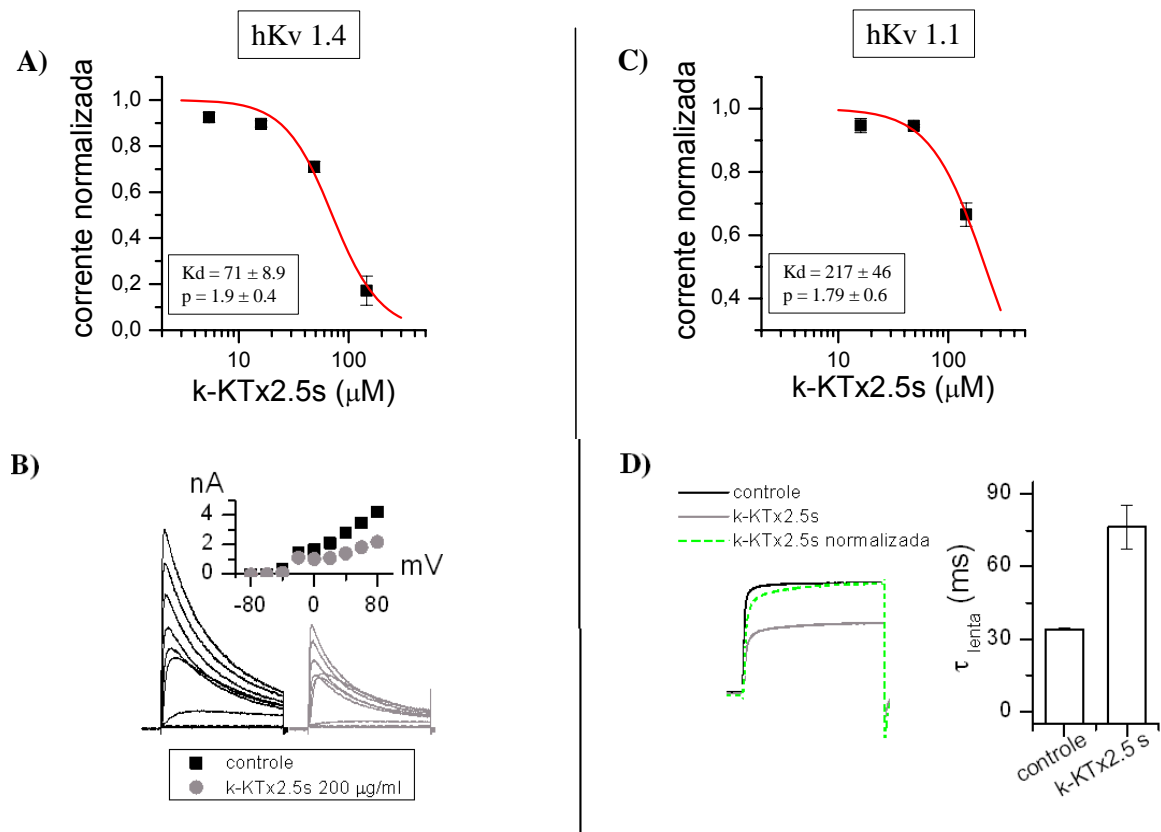 hKv 1.4
A)
corrente normalizada
1,0
0,8
0,6
0,4
0,2
0,0
Kd = 71 ± 8.9
p = 1.9 ± 0.4
10
100
k-KTx2.5s (μM)
hKv 1.1
C)
corrente normalizada
1,0
0,8
0,6
0,4
Kd = 217 ± 46
p = 1.79 ± 0.6
10
100
k-KTx2.5s (μM)
B)
nA
4
2
0
-80
0
80
mV
controle
k-KTx2.5s 200 μg/ml
D)
controle
k-KTx2.5s
k-KTx2.5s normalizada
τ lenta (ms)
90
60
30
0
controle
k-KTx2.5 s